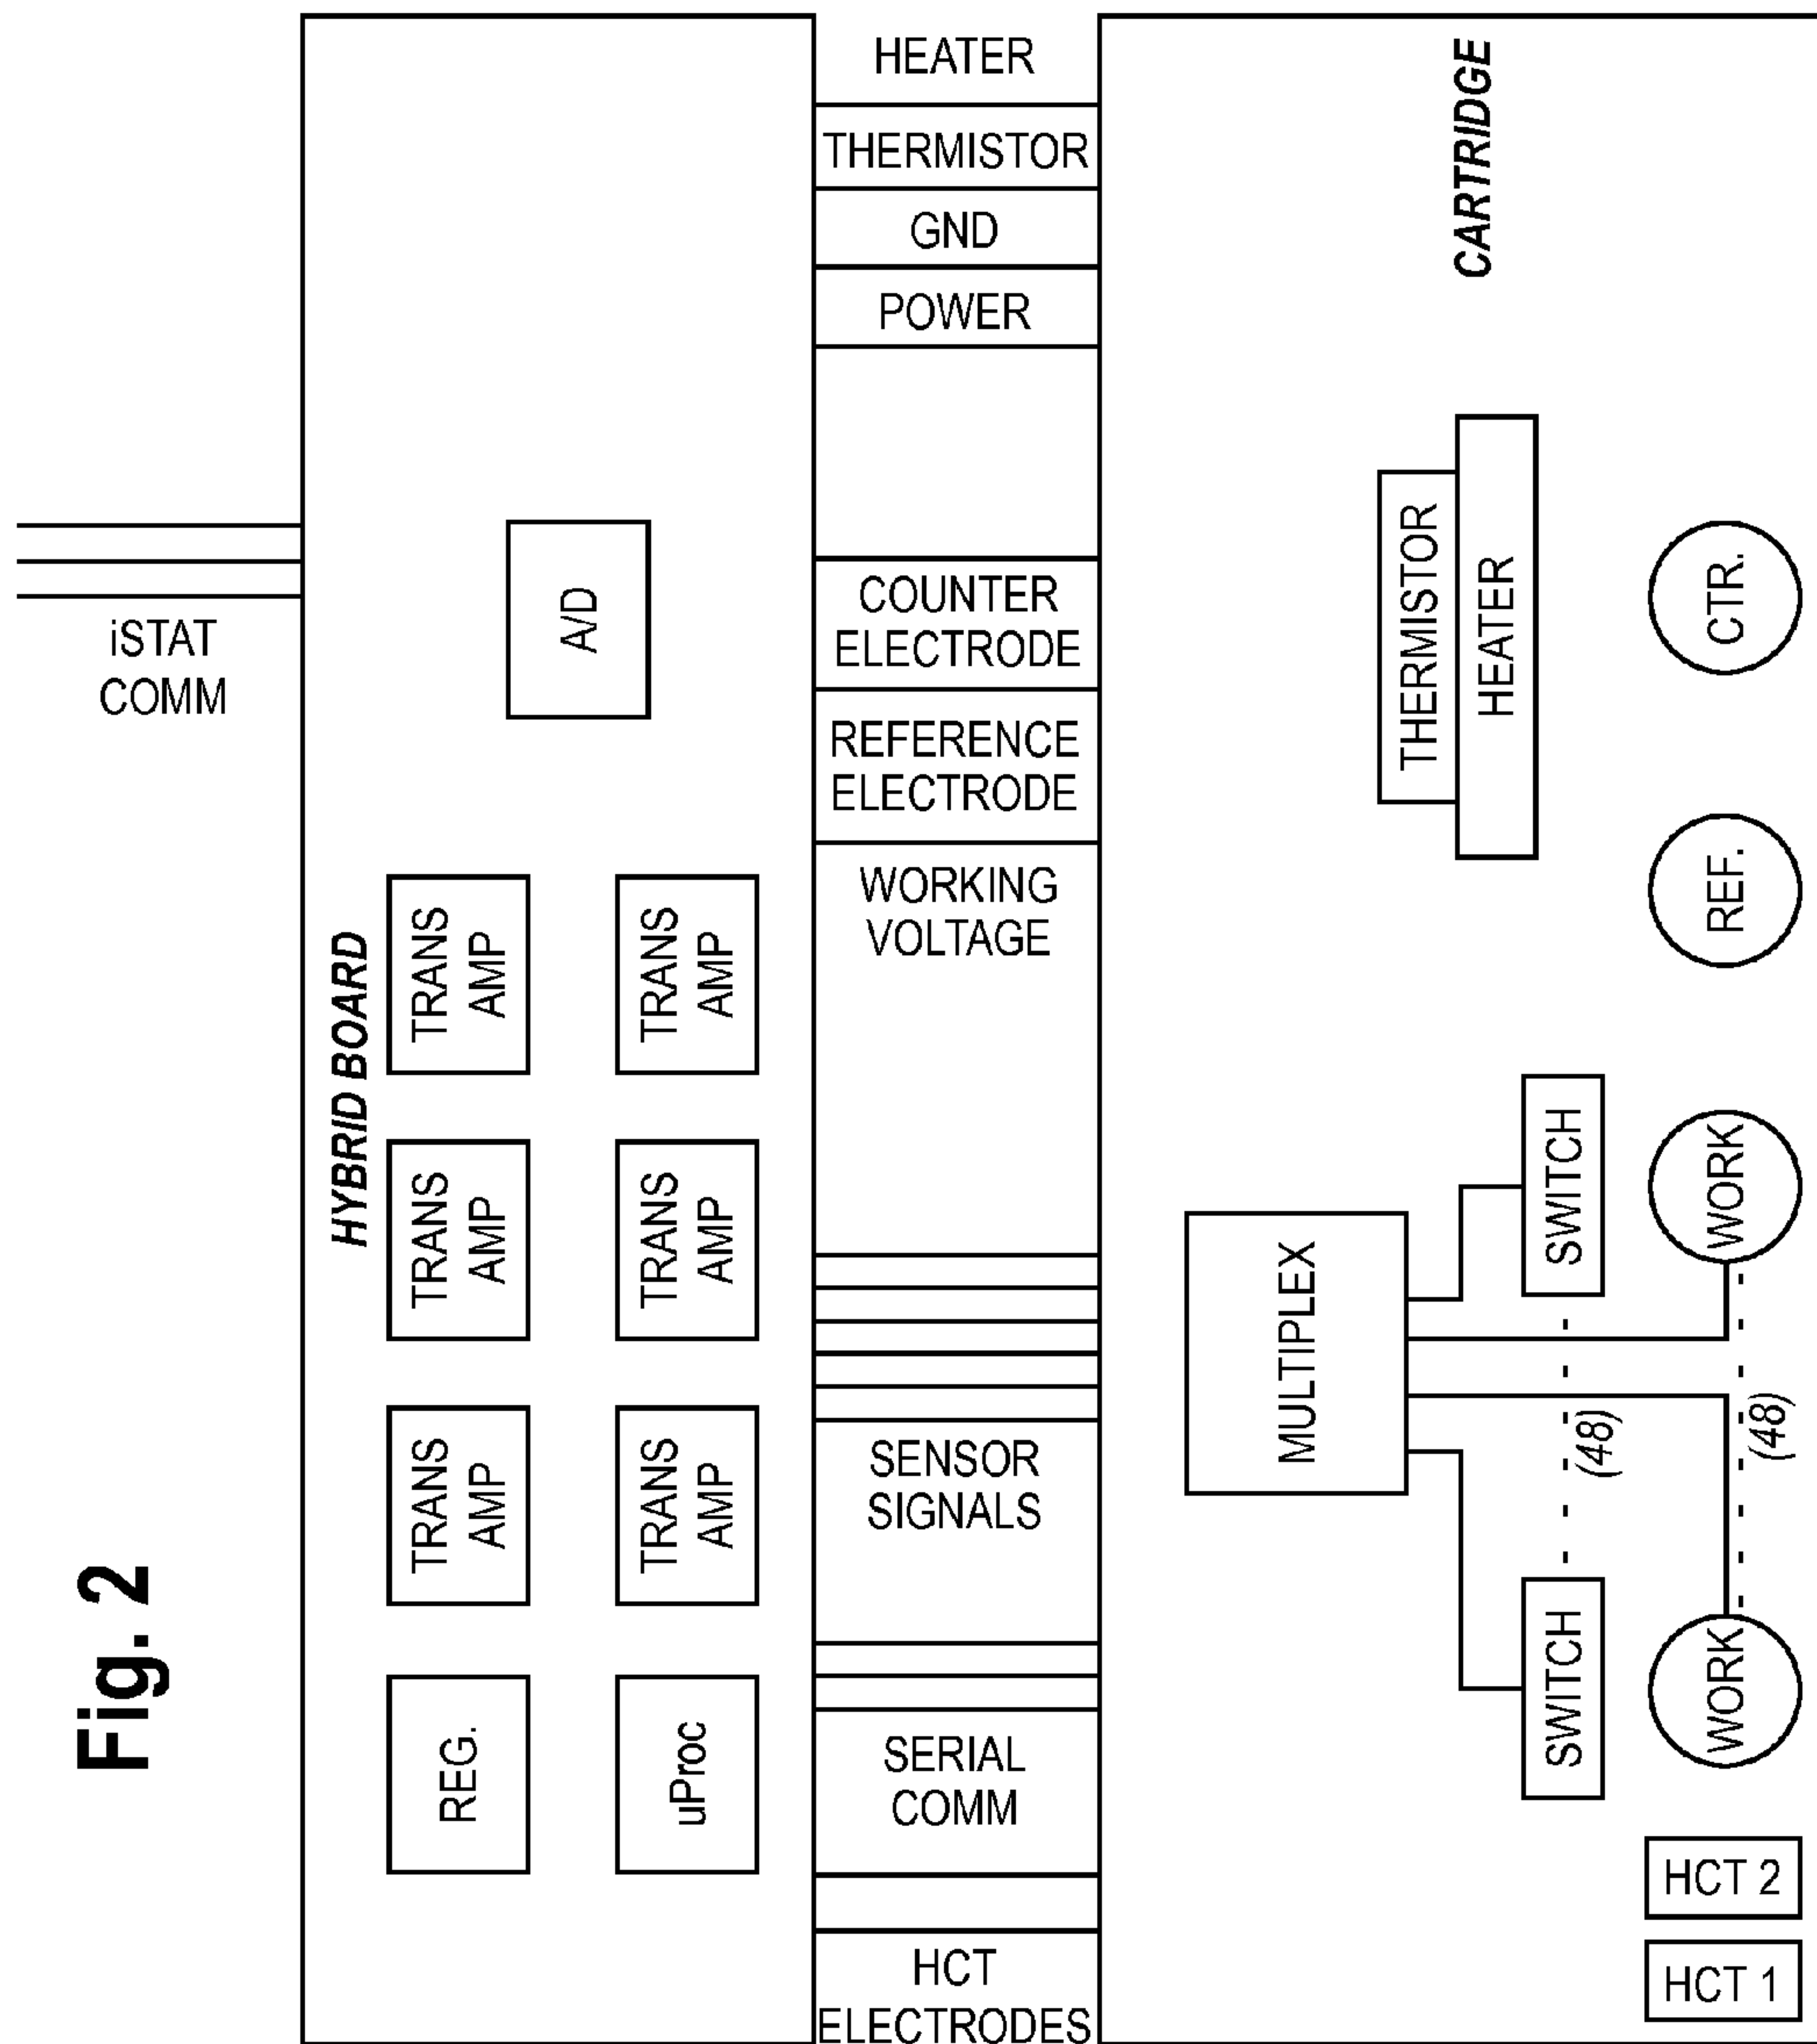 Fig. 2
iSTAT
COMM
HYBRID BOARD
REG.
TRANS
AMP
TRANS
AMP
TRANS
AMP
A/D
uProc
TRANS
AMP
TRANS
AMP
TRANS
AMP
HEATER
THERMISTOR
GND
POWER
COUNTER
ELECTRODE
REFERENCE
ELECTRODE
WORKING
VOLTAGE
SENSOR
SIGNALS
SERIAL
COMM
HCT
ELECTRODES
CARTRIDGE
MULTIPLEX
THERMISTOR
HEATER
SWITCH
(48)
SWITCH
WORK
(48)
WORK
REF.
CTR.
HCT 2
HCT 1